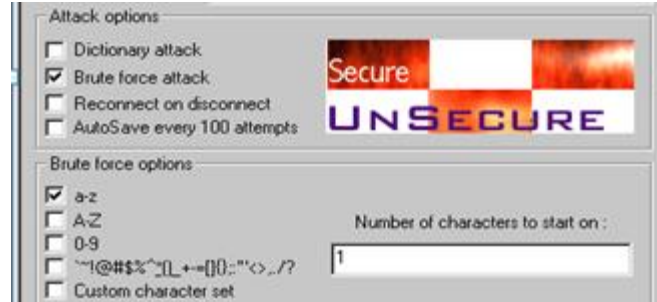 Attack options
Dictionary attack
Brute force attack
Reconnect on disconnect
AutoSave every 100 attempts
Secure
UNSECURE
Brute force options
a-z
A-Z
0-9
Custom character set
Number of characters to start on :
1